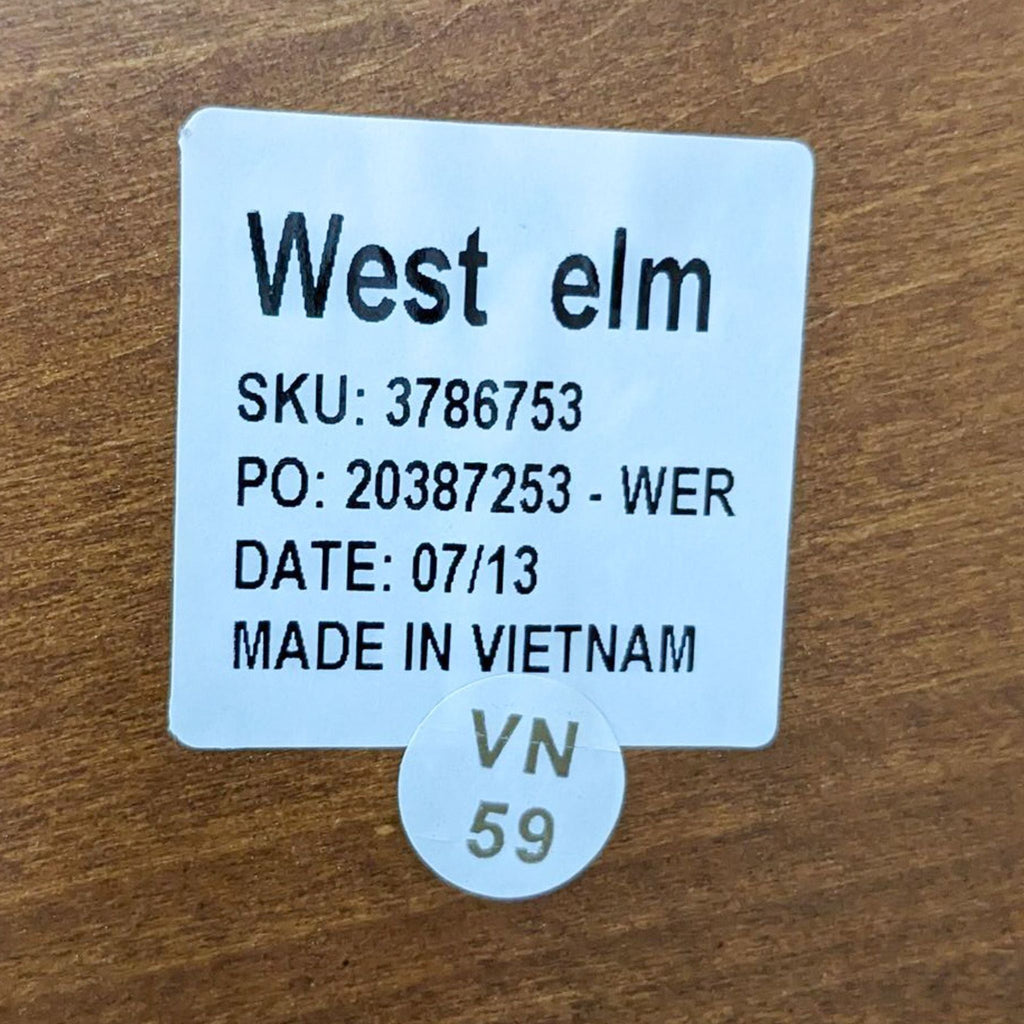 West elm
SKU: 3786753
PO: 20387253 - WER
DATE: 07/13
MADE IN VIETNAM
VN
59